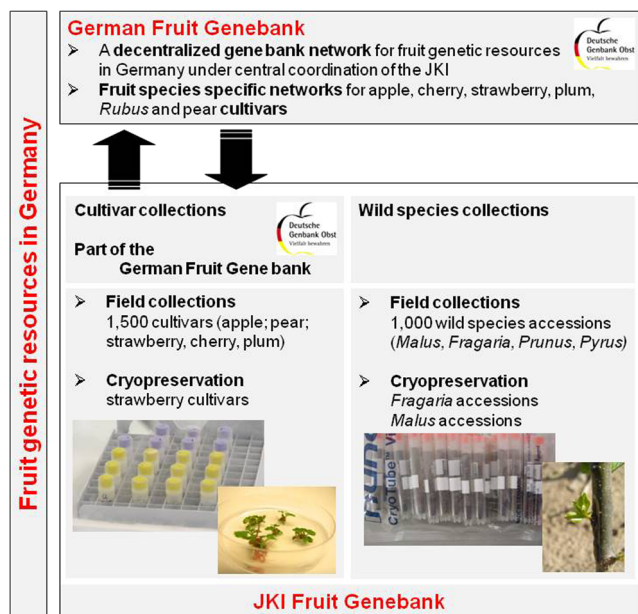 Fruit genetic resources in Germany
German Fruit Genebank
Deutsche
Genbank Obst
Vielfalt bewahren
➢ A decentralized gene bank network for fruit genetic resources
in Germany under central coordination of the JKI
➢ Fruit species specific networks for apple, cherry, strawberry, plum,
Rubus and pear cultivars
Cultivar collections
Deutsche
Genbank Obst
Vielfalt bewahren
Part of the
German Fruit Gene bank
➢ Field collections
1,500 cultivars (apple; pear;
strawberry, cherry, plum)
➢ Cryopreservation
strawberry cultivars
Wild species collections
➢ Field collections
1,000 wild species accessions
(Malus, Fragaria, Prunus, Pyrus)
➢ Cryopreservation
Fragaria accessions
Malus accessions
CryoTube™
JKI Fruit Genebank